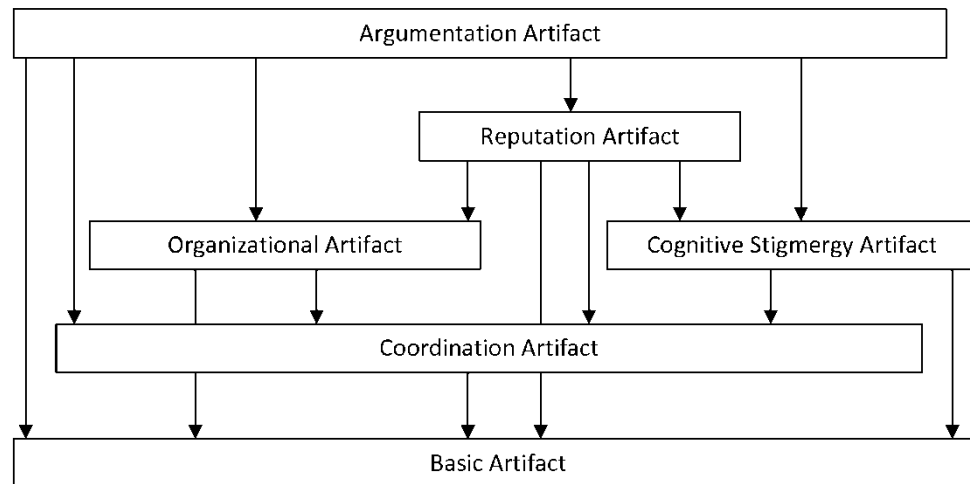 Argumentation Artifact
Reputation Artifact
Organizational Artifact
Cognitive Stigmergy Artifact
Coordination Artifact
Basic Artifact